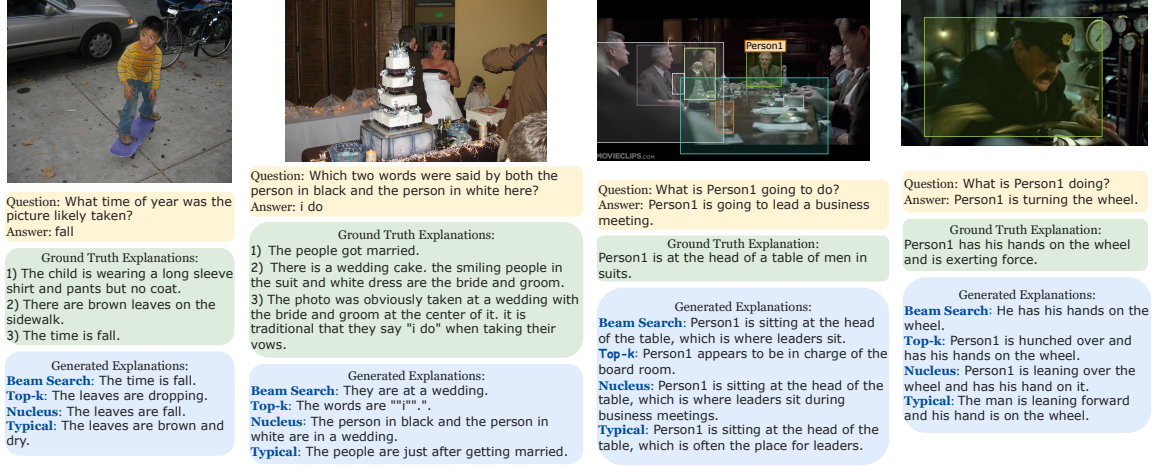 Question: What time of year was the
picture likely taken?
Answer: fall
Ground Truth Explanations:
1) The child is wearing a long sleeve
shirt and pants but no coat.
2) There are brown leaves on the
sidewalk.
3) The time is fall.
Generated Explanations:
Beam Search: The time is fall.
Top-k: The leaves are dropping.
Nucleus: The leaves are fall.
Typical: The leaves are brown and
dry.
Question: Which two words were said by both the
person in black and the person in white here?
Answer: i do
Ground Truth Explanations:
1) The people got married.
2) There is a wedding cake. the smiling people in
the suit and white dress are the bride and groom.
3) The photo was obviously taken at a wedding with
the bride and groom at the center of it. it is
traditional that they say "i do" when taking their
vows.
Generated Explanations:
Beam Search: They are at a wedding.
Top-k: The words are ""i"".".
Nucleus: The person in black and the person in
white are in a wedding.
Typical: The people are just after getting married.
Person1
MOVIECLIPS.COM
Question: What is Person1 going to do?
Answer: Person1 is going to lead a business
meeting.
Ground Truth Explanations:
Person1 is at the head of a table of men in
suits.
Generated Explanations:
Beam Search: Person1 is sitting at the head
of the table, which is where leaders sit.
Top-k: Person1 appears to be in charge of the
board room.
Nucleus: Person1 is sitting at the head of the
table, which is where leaders sit during
business meetings.
Typical: Person1 is sitting at the head of the
table, which is often the place for leaders.
Question: What is Person1 doing?
Answer: Person1 is turning the wheel.
Ground Truth Explanations:
Person1 has his hands on the wheel
and is exerting force.
Generated Explanations:
Beam Search: He has his hands on the
wheel.
Top-k: Person1 is hunched over and
has his hands on the wheel.
Nucleus: Person1 is leaning over the
wheel and has his hand on it.
Typical: The man is leaning forward
and his hand is on the wheel.